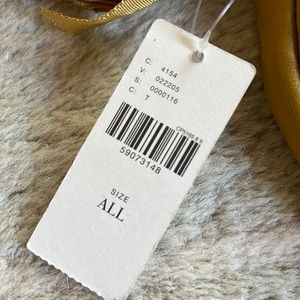 C: 4154
V: 022205
S: 0000116
C: T
59073148
SIZE
ALL